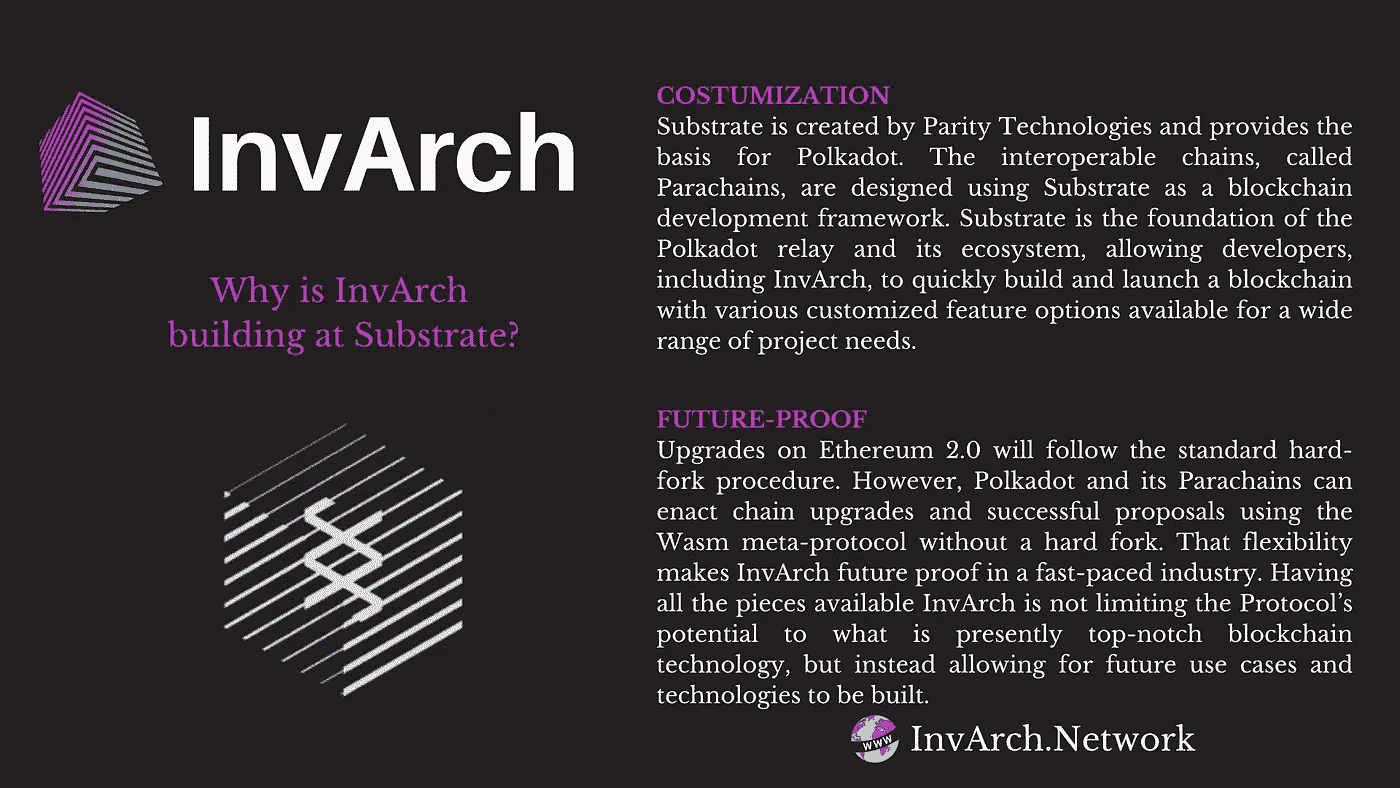 InvArch
Why is InvArch
building at Substrate?
COSTUMIZATION
Substrate is created by Parity Technologies and provides the
basis for Polkadot. The interoperable chains, called
Parachains, are designed using Substrate as a blockchain
development framework. Substrate is the foundation of the
Polkadot relay and its ecosystem, allowing developers,
including InvArch, to quickly build and launch a blockchain
with various customized feature options available for a wide
range of project needs.
FUTURE-PROOF
Upgrades on Ethereum 2.0 will follow the standard hard-
fork procedure. However, Polkadot and its Parachains can
enact chain upgrades and successful proposals using the
Wasm meta-protocol without a hard fork. That flexibility
makes InvArch future proof in a fast-paced industry. Having
all the pieces available InvArch is not limiting the Protocol’s
potential to what is presently top-notch blockchain
technology, but instead allowing for future use cases and
technologies to be built.
WWW InvArch.Network